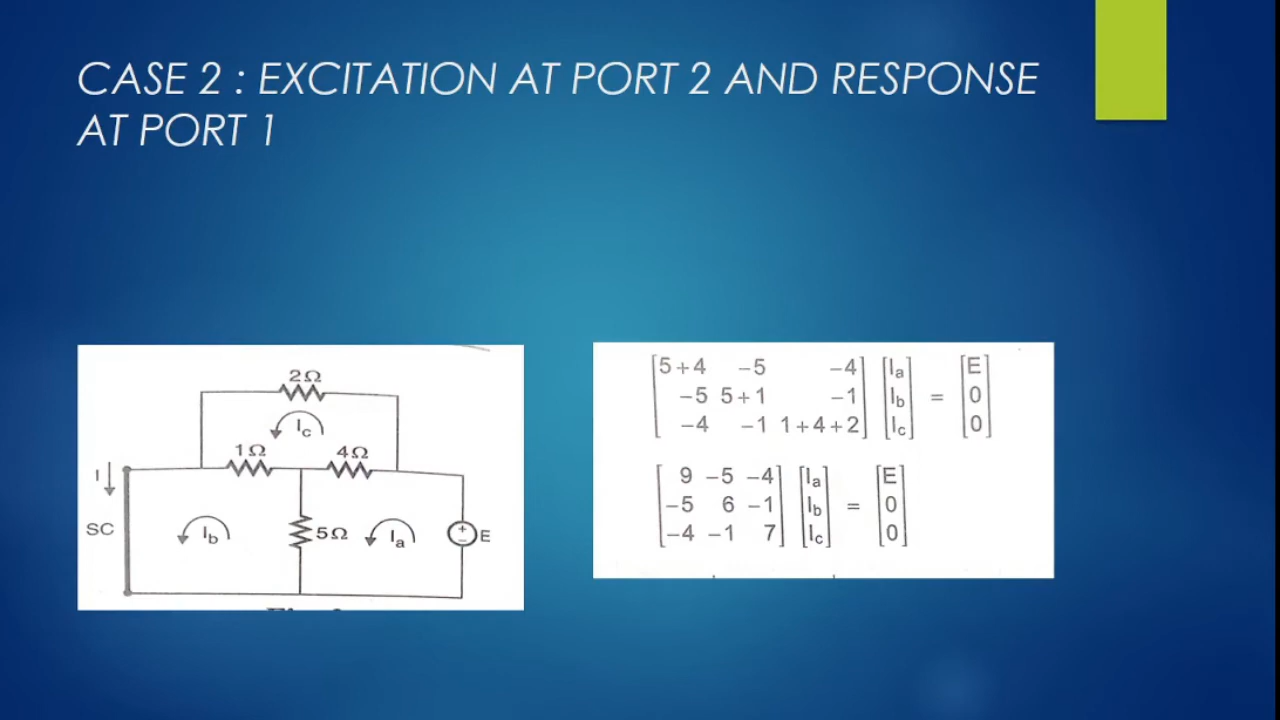 CASE 2 : EXCITATION AT PORT 2 AND RESPONSE
AT PORT 1
2Ω
Ic
1Ω
4Ω
I
SC
Ib
5Ω
Ia
+
−
E
5+4 −5 −4 Ia E
−5 5+1 −1 Ib = 0
−4 −1 1+4+2 Ic 0
9 −5 −4 Ia E
−5 6 −1 Ib = 0
−4 −1 7 Ic 0